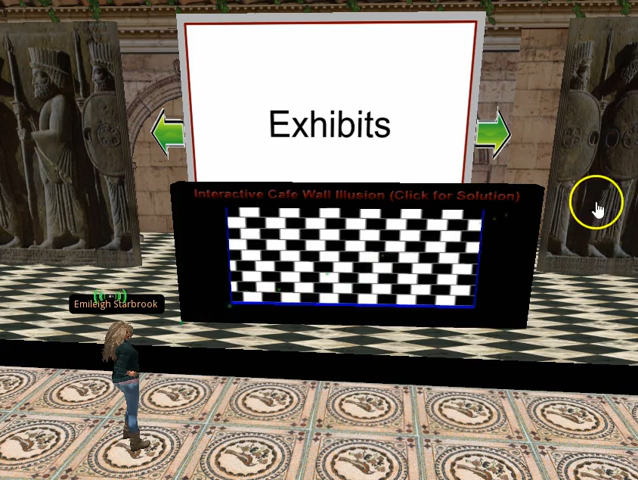 Exhibits
Interactive Cafe Wall Illusion (Click for Solution)
Emileigh Starbrook